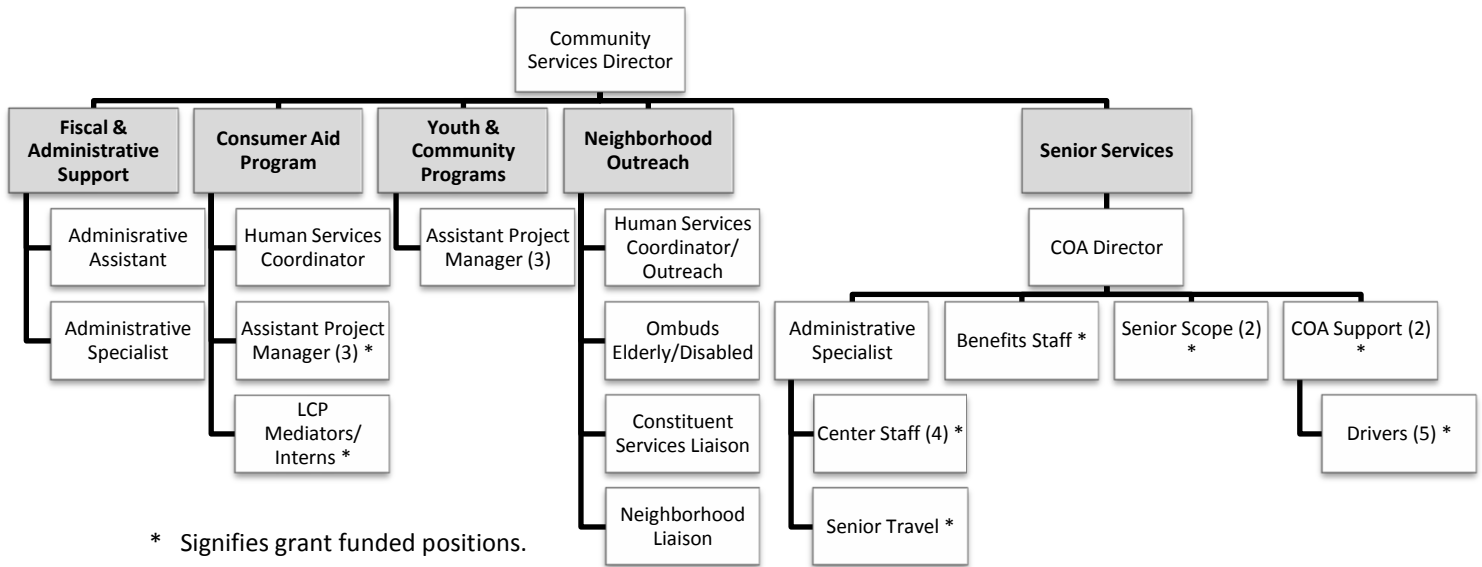 Community
Services Director
Fiscal &
Administrative
Support
Consumer Aid
Program
Youth &
Community
Programs
Neighborhood
Outreach
Senior Services
Adminisrative
Assistant
Administrative
Specialist
Human Services
Coordinator
Assistant Project
Manager (3) *
LCP
Mediators/
Interns *
Assistant Project
Manager (3)
Human Services
Coordinator/
Outreach
Ombuds
Elderly/Disabled
Constituent
Services Liaison
Neighborhood
Liaison
COA Director
Administrative
Specialist
Center Staff (4) *
Senior Travel *
Benefits Staff *
Senior Scope (2)
*
COA Support (2)
*
Drivers (5) *
* Signifies grant funded positions.